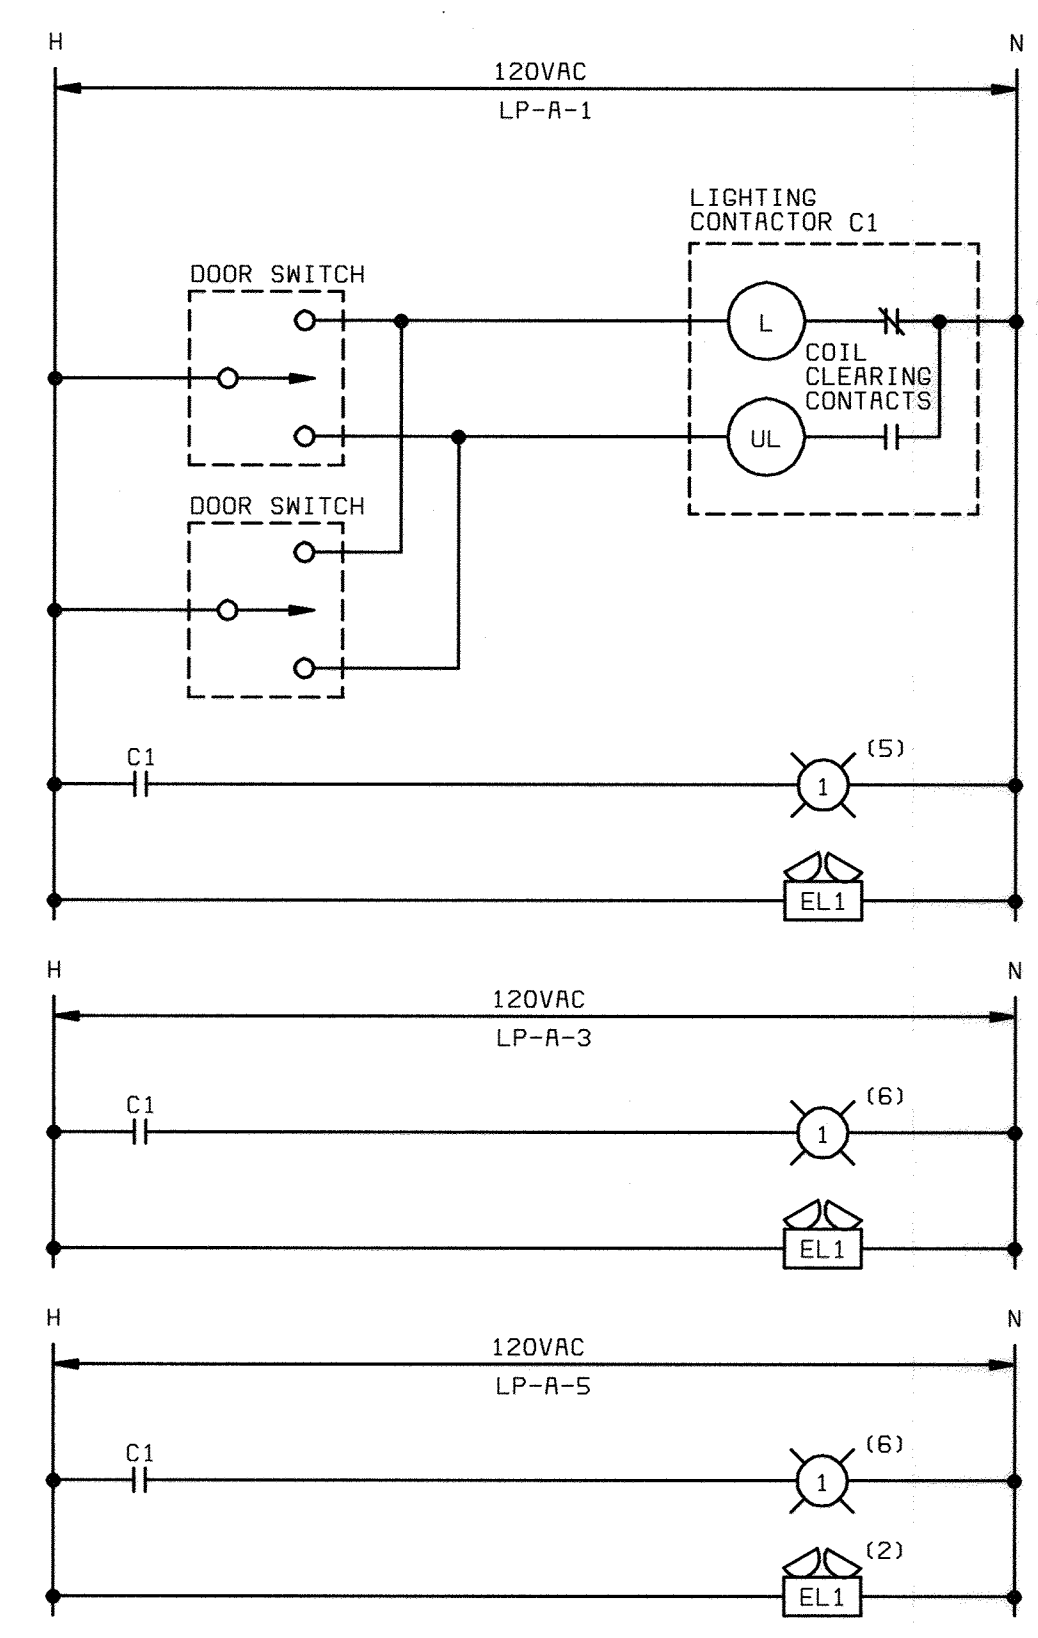 H
N
120VAC
LP-A-1
LIGHTING
CONTACTOR C1
DOOR SWITCH
L
COIL
CLEARING
CONTACTS
UL
DOOR SWITCH
C1
(5)
1
EL1
H
N
120VAC
LP-A-3
C1
(6)
1
EL1
H
N
120VAC
LP-A-5
C1
(6)
1
(2)
EL1